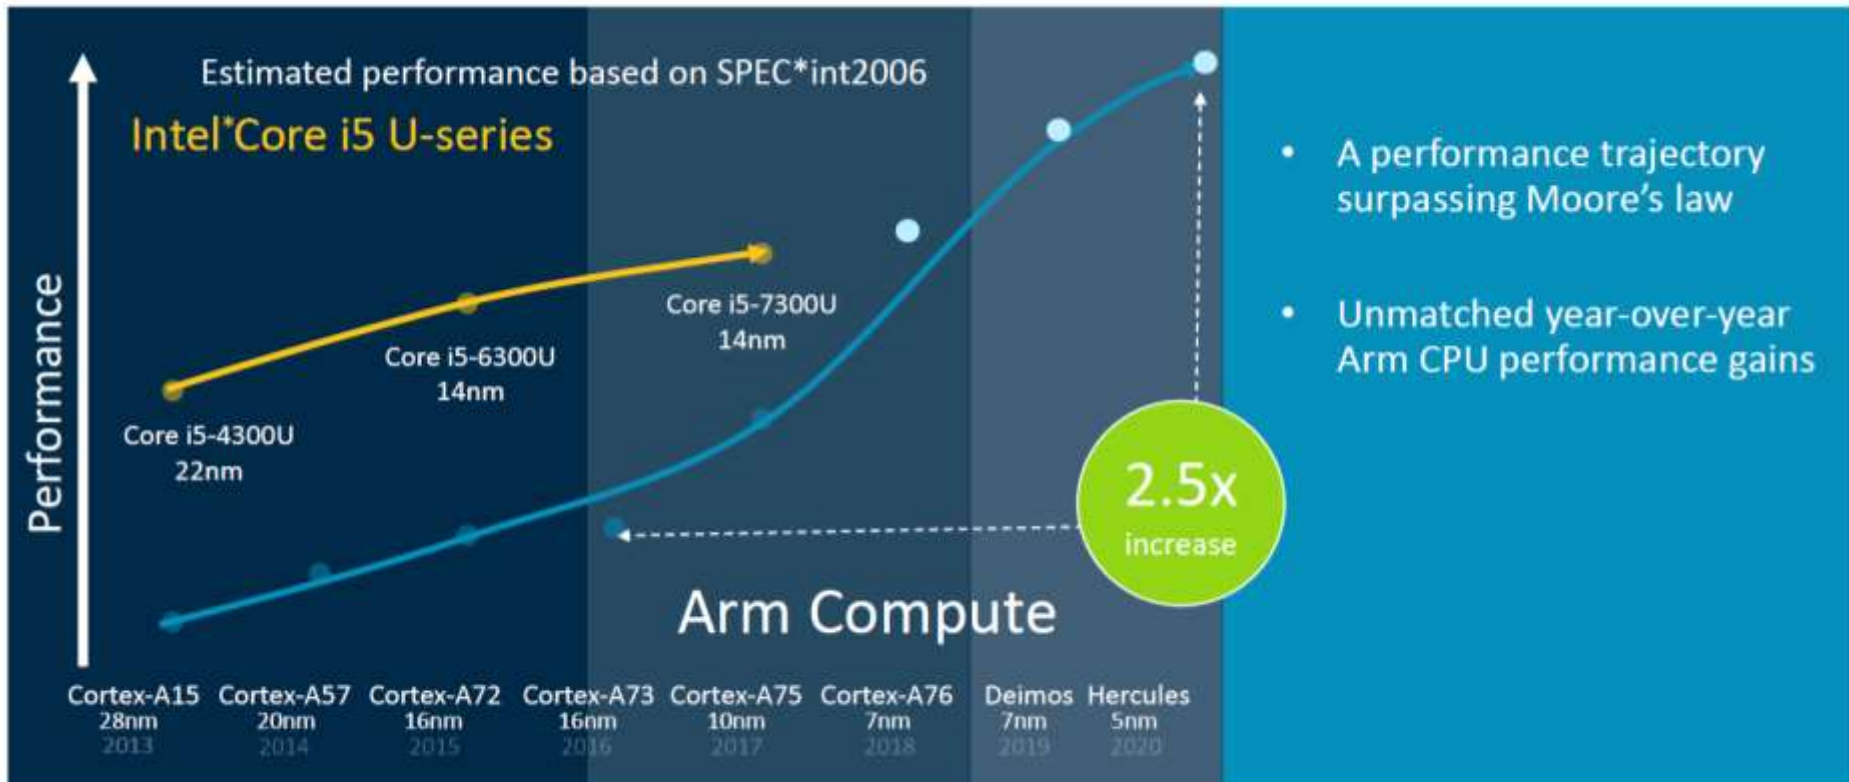 Estimated performance based on SPEC*int2006
Intel*Core i5 U-series
Performance
Core i5-4300U
22nm
Core i5-6300U
14nm
Core i5-7300U
14nm
2.5x
increase
Arm Compute
Cortex-A15 Cortex-A57 Cortex-A72 Cortex-A73 Cortex-A75 Cortex-A76 Deimos Hercules
28nm 20nm 16nm 16nm 10nm 7nm 7nm 5nm
2013 2014 2015 2016 2017 2018 2019 2020
• A performance trajectory
surpassing Moore's law
• Unmatched year-over-year
Arm CPU performance gains